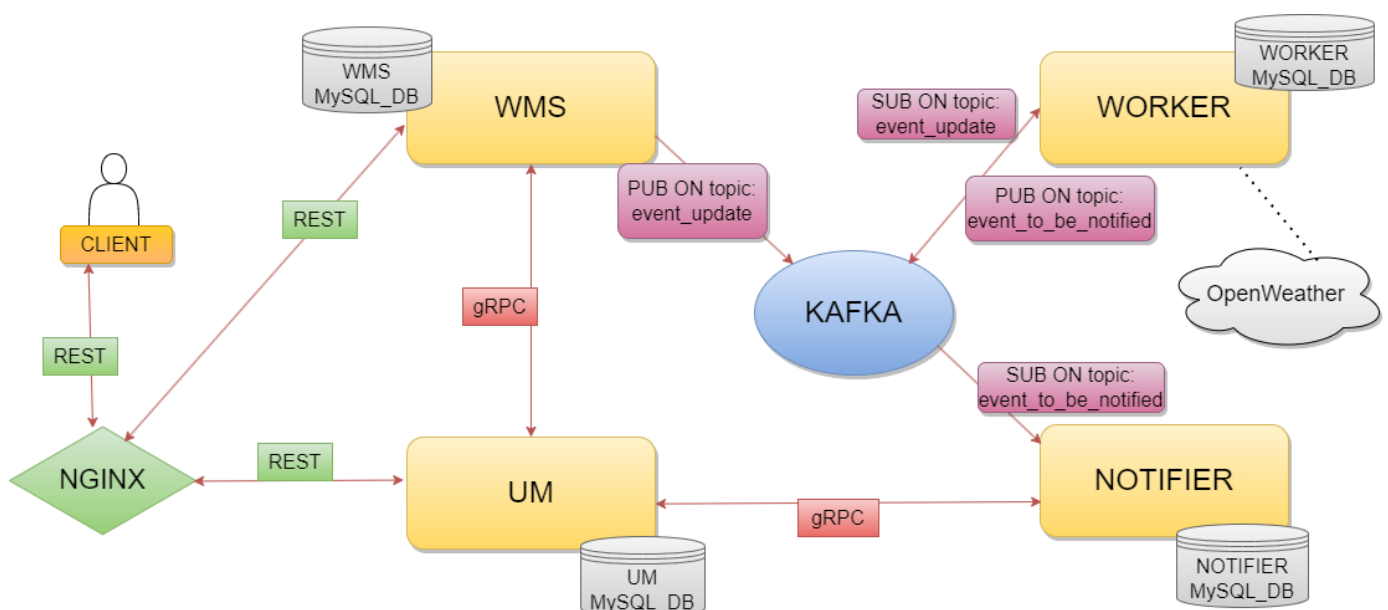 WMS
MySQL_DB
WMS
WORKER
MySQL_DB
WORKER
SUB ON topic:
event_update
PUB ON topic:
event_update
PUB ON topic:
event_to_be_notified
REST
CLIENT
OpenWeather
gRPC
KAFKA
REST
SUB ON topic:
event_to_be_notified
REST
NGINX
UM
NOTIFIER
gRPC
UM
MySQL_DB
NOTIFIER
MySQL_DB